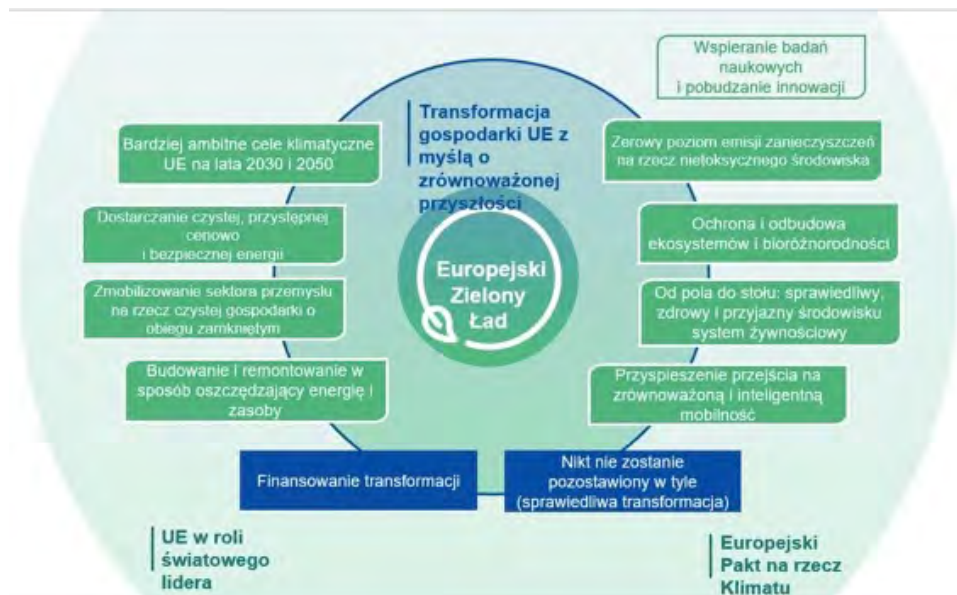 Wspieranie badań
naukowych
i pobudzanie innowacji
Transformacja
gospodarki UE z
myślą o
zrównoważonej
przyszłości
Bardziej ambitne cele klimatyczne
UE na lata 2030 i 2050
Zerowy poziom emisji zanieczyszczeń
na rzecz nietoksycznego środowiska
Dostarczanie czystej, przystępnej
cenowo
i bezpiecznej energii
Ochrona i odbudowa
ekosystemów i bioróżnorodności
Europejski
Zielony
Ład
Zmobilizowanie sektora przemysłu
na rzecz czystej gospodarki o
obiegu zamkniętym
Od pola do stołu: sprawiedliwy,
zdrowy i przyjazny środowisku
system żywnościowy
Budowanie i remontowanie w
sposób oszczędzający energię i
zasoby
Przyspieszenie przejścia na
zrównoważoną i inteligentną
mobilność
Finansowanie transformacji
Nikt nie zostanie
pozostawiony w tyle
(sprawiedliwa transformacja)
UE w roli
światowego
lidera
Europejski
Pakt na rzecz
Klimatu